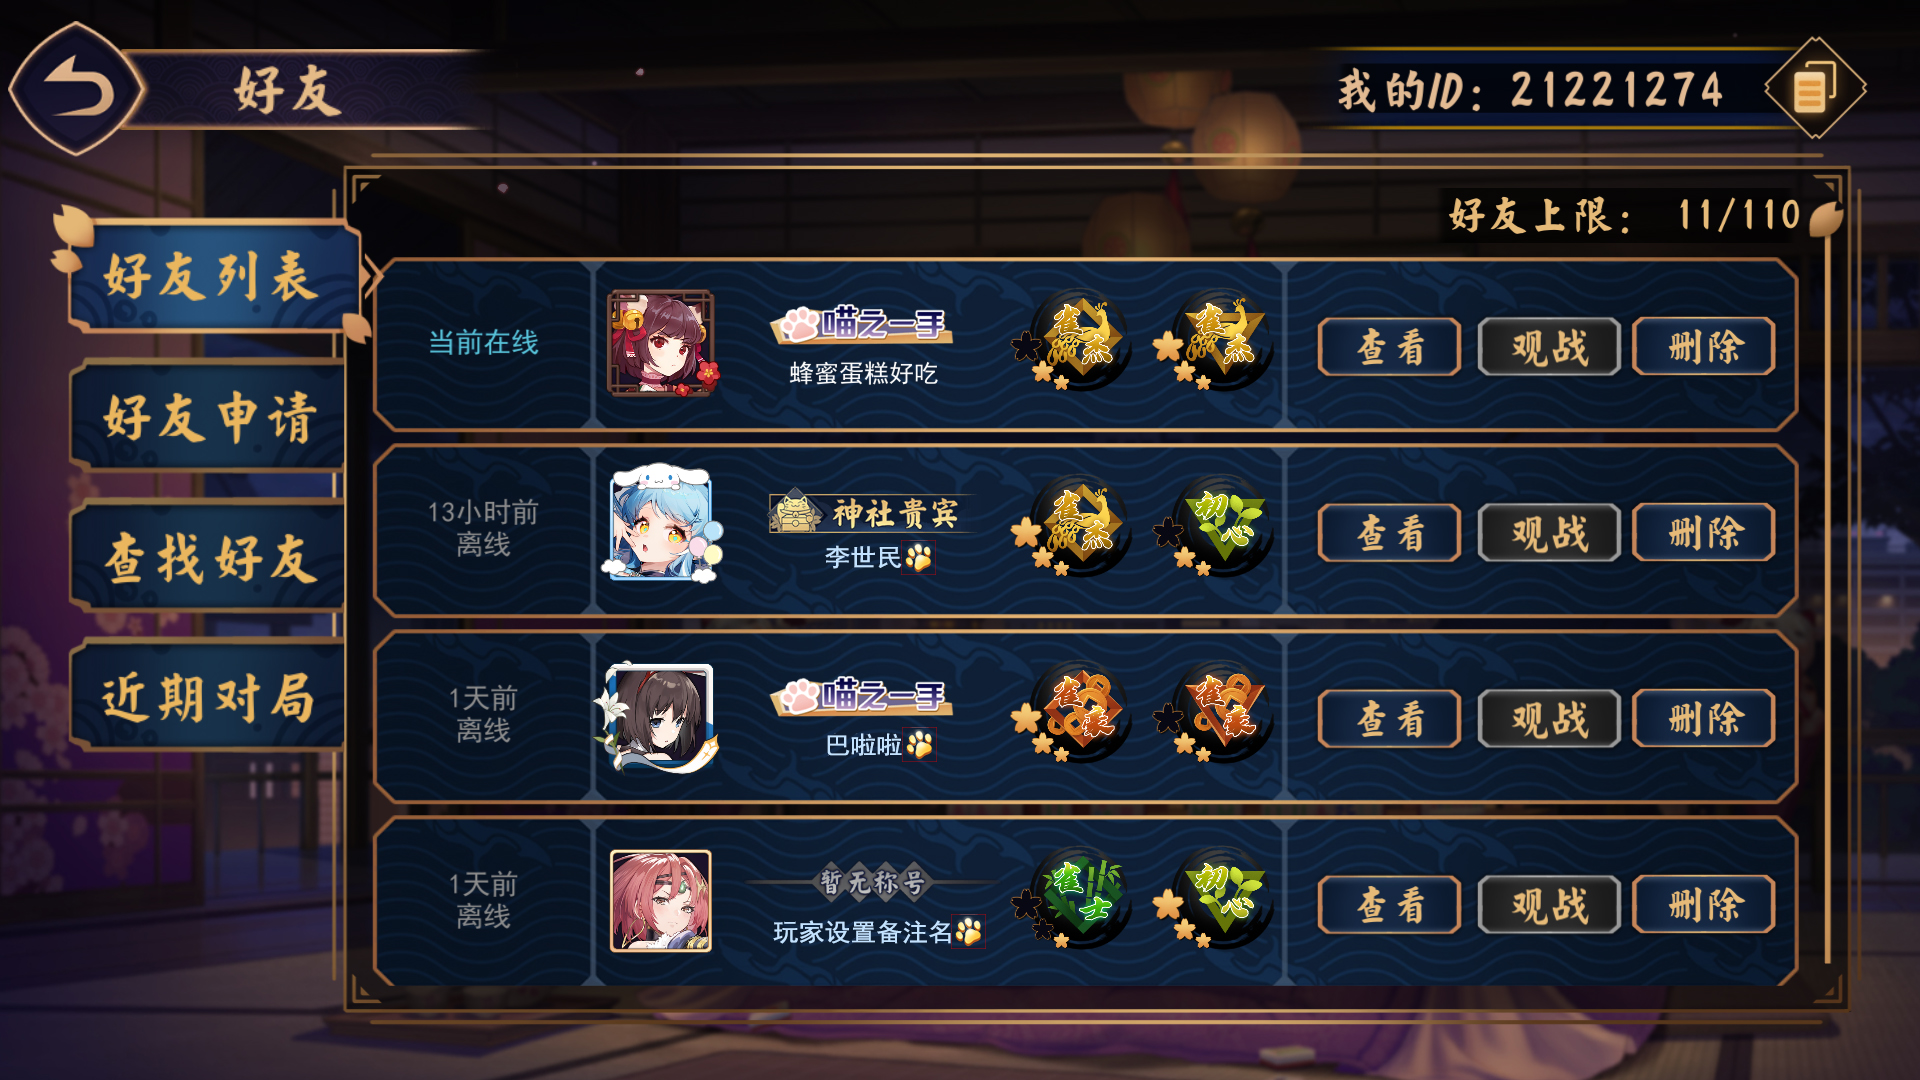 好友
我的ID：21221274
好友上限： 11/110
好友列表
好友申请
查找好友
近期对局
当前在线
喵之一手
蜂蜜蛋糕好吃
雀杰
雀杰
查看
观战
删除
13小时前
离线
神社贵宾
李世民
雀杰
初心
查看
观战
删除
1天前
离线
喵之一手
巴啦啦
雀豪
雀豪
查看
观战
删除
1天前
离线
暂无称号
玩家设置备注名
雀士
初心
查看
观战
删除